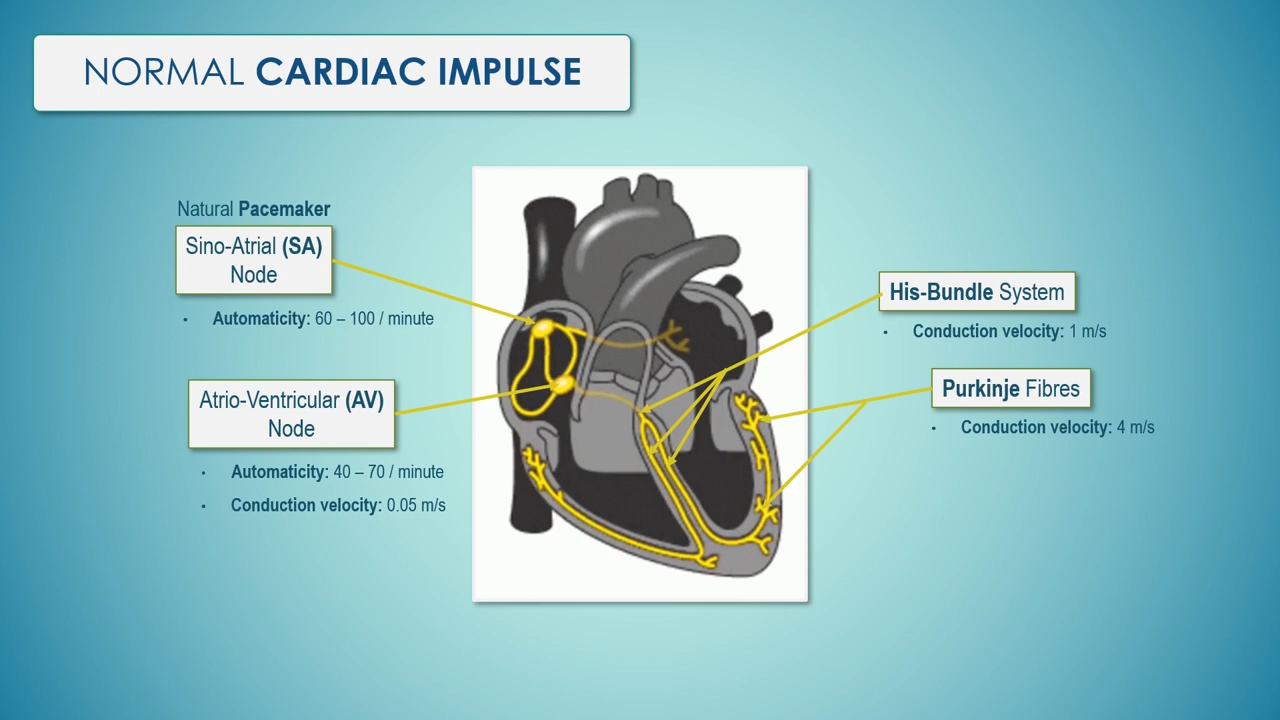 NORMAL CARDIAC IMPULSE
Natural Pacemaker
Sino-Atrial (SA)
Node
• Automaticity: 60 – 100 / minute
Atrio-Ventricular (AV)
Node
• Automaticity: 40 – 70 / minute
• Conduction velocity: 0.05 m/s
His-Bundle System
• Conduction velocity: 1 m/s
Purkinje Fibres
• Conduction velocity: 4 m/s